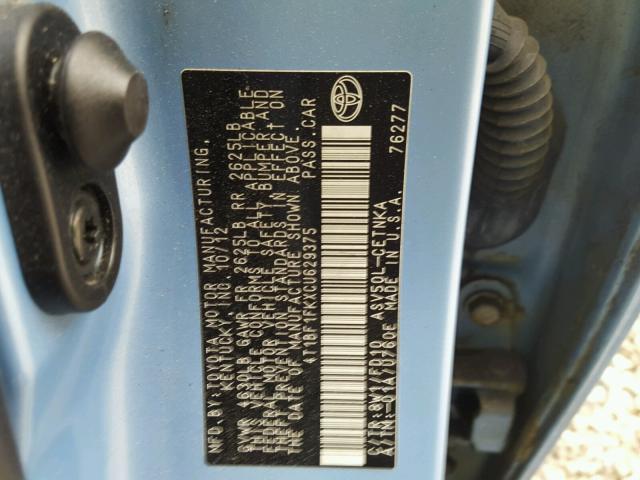 MFD.BY:TOYOTA MOTOR MANUFACTURING,
KENTUCKY, INC. 10/12
GVWR 4630LB GAWR FR 2625LB RR 2625LB
THIS VEHICLE CONFORMS TO ALL APPLICABLE
FEDERAL MOTOR VEHICLE SAFETY BUMPER AND
THEFT PREVENTION STANDARDS IN EFFECT ON
THE DATE OF MANUFACTURE SHOWN ABOVE.
4T1BF1FKXCU629375 PASS.CAR
C/TR:8W1/FD10 ASV50L-CETNKA
A/TM:-01A/U760E MADE IN U.S.A. 76277